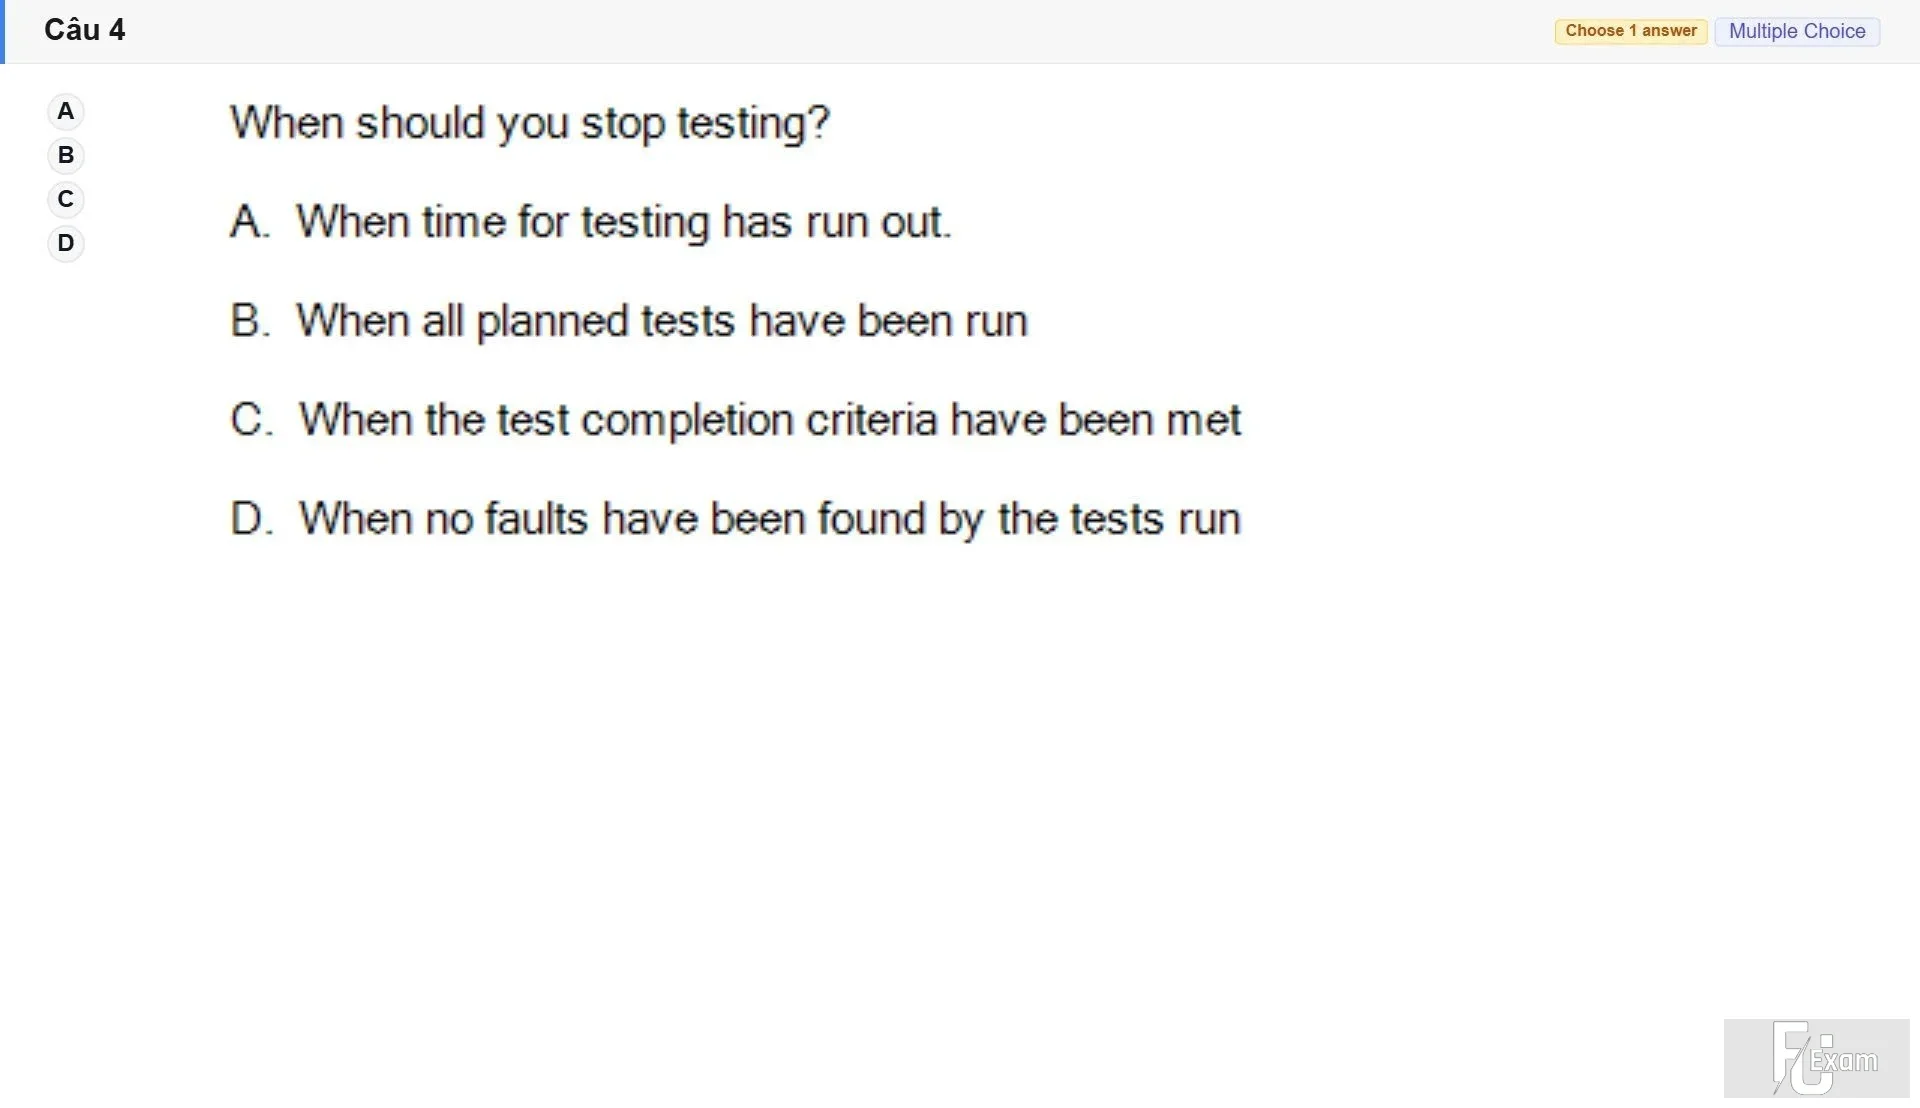 Câu 4
Choose 1 answer
Multiple Choice
A
B
C
D
When should you stop testing?
A. When time for testing has run out.
B. When all planned tests have been run
C. When the test completion criteria have been met
D. When no faults have been found by the tests run
FU Exam